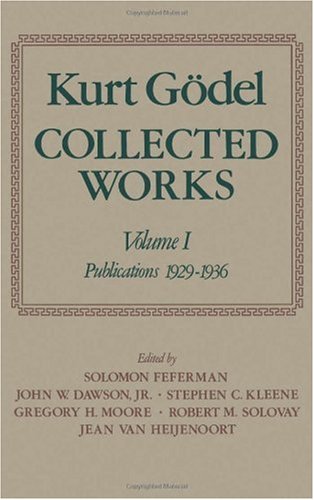 Kurt Gödel
COLLECTED
WORKS
Volume I
Publications 1929-1936
Edited by
SOLOMON FEFERMAN
JOHN W. DAWSON, JR. · STEPHEN C. KLEENE
GREGORY H. MOORE · ROBERT M. SOLOVAY
JEAN VAN HEIJENOORT